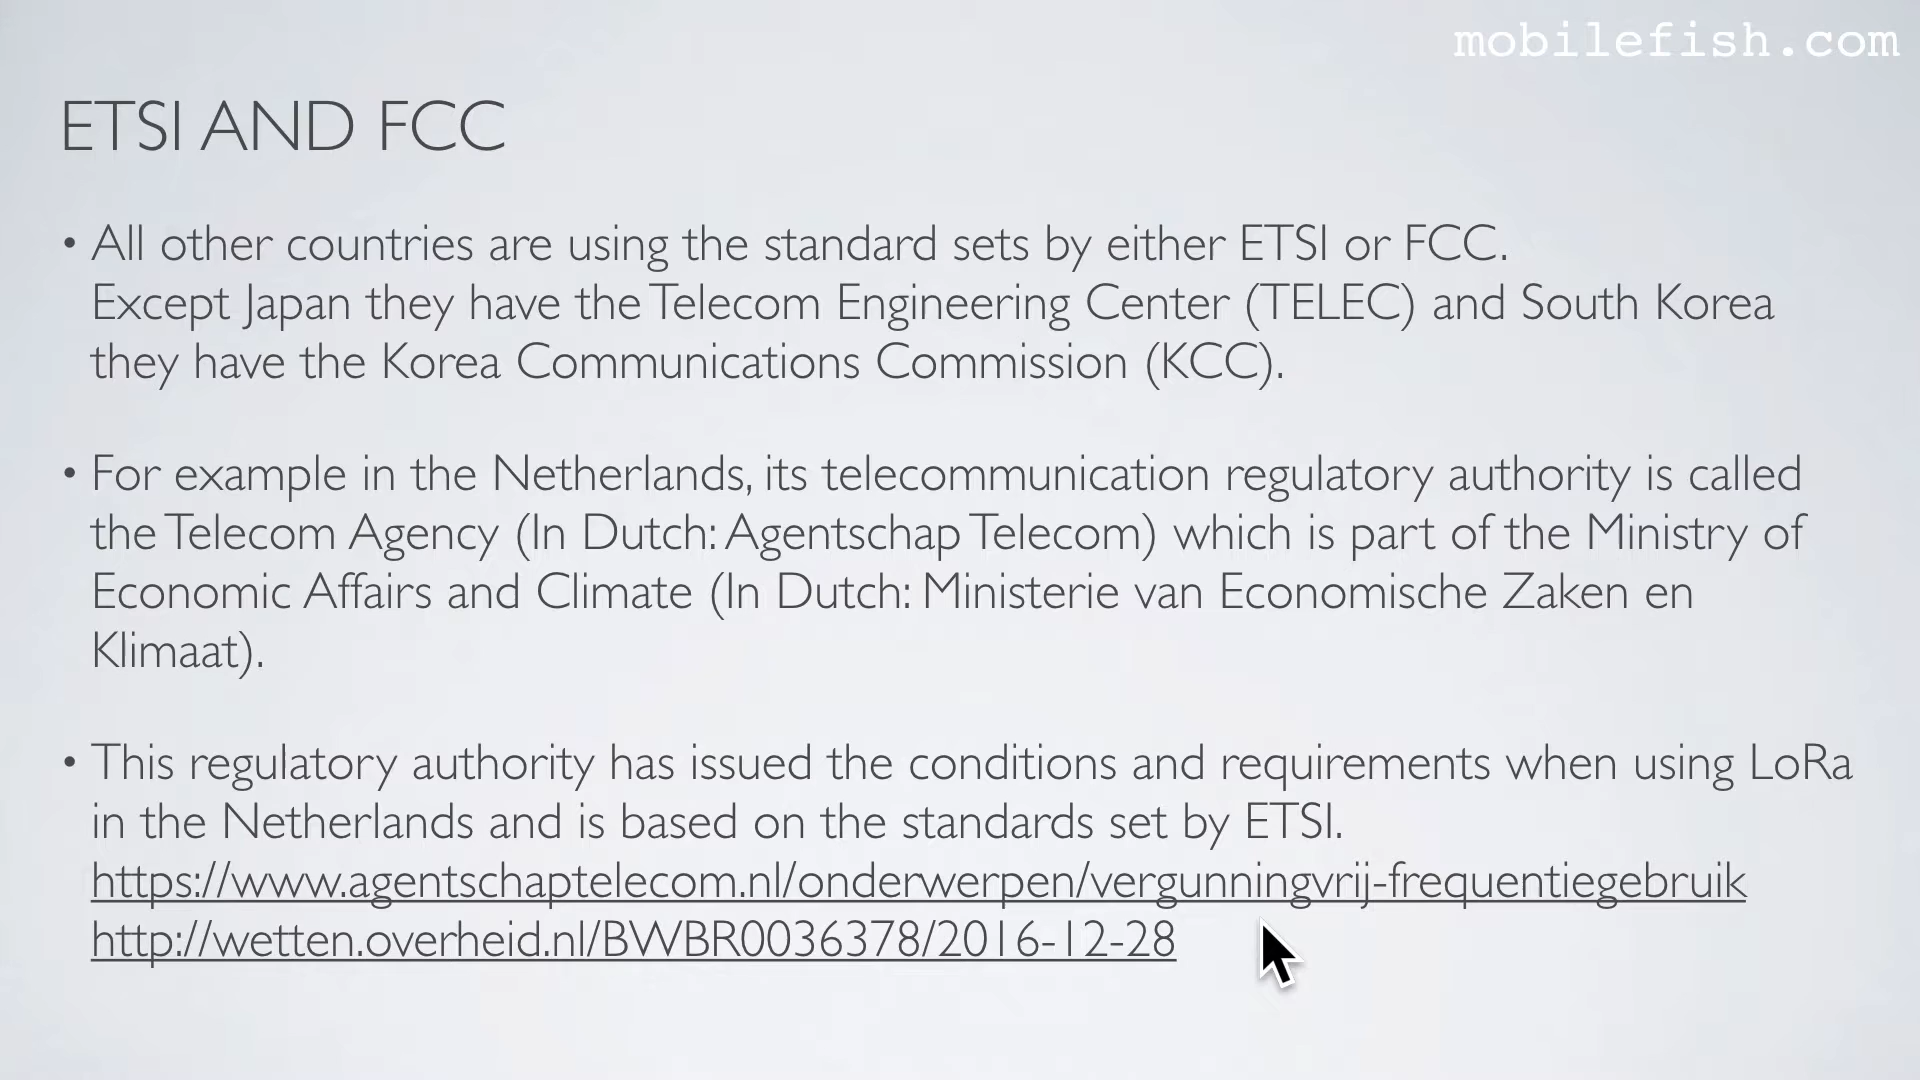 mobilefish.com
ETSI AND FCC
• All other countries are using the standard sets by either ETSI or FCC.
Except Japan they have the Telecom Engineering Center (TELEC) and South Korea
they have the Korea Communications Commission (KCC).
• For example in the Netherlands, its telecommunication regulatory authority is called
the Telecom Agency (In Dutch: Agentschap Telecom) which is part of the Ministry of
Economic Affairs and Climate (In Dutch: Ministerie van Economische Zaken en
Klimaat).
• This regulatory authority has issued the conditions and requirements when using LoRa
in the Netherlands and is based on the standards set by ETSI.
https://www.agentschaptelecom.nl/onderwerpen/vergunningvrij-frequentiegebruik
http://wetten.overheid.nl/BWBR0036378/2016-12-28